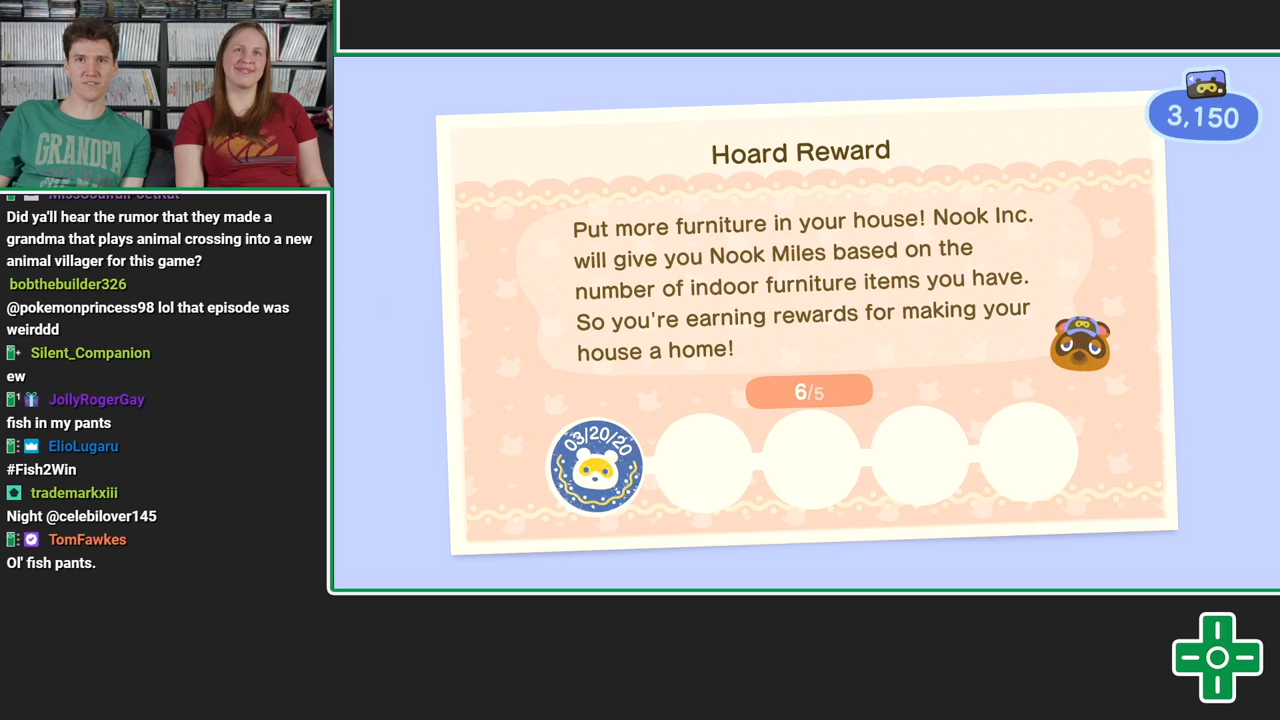 GRANDPA
Did ya'll hear the rumor that they made a
grandma that plays animal crossing into a new
animal villager for this game?
bobthebuilder326
@pokemonprincess98 lol that episode was
weirddd
Silent_Companion
ew
JollyRogerGay
fish in my pants
ElioLugaru
#Fish2Win
trademarkxiii
Night @celebilover145
TomFawkes
Ol' fish pants.
3,150
Hoard Reward
Put more furniture in your house! Nook Inc.
will give you Nook Miles based on the
number of indoor furniture items you have.
So you're earning rewards for making your
house a home!
6/5
03/20/20